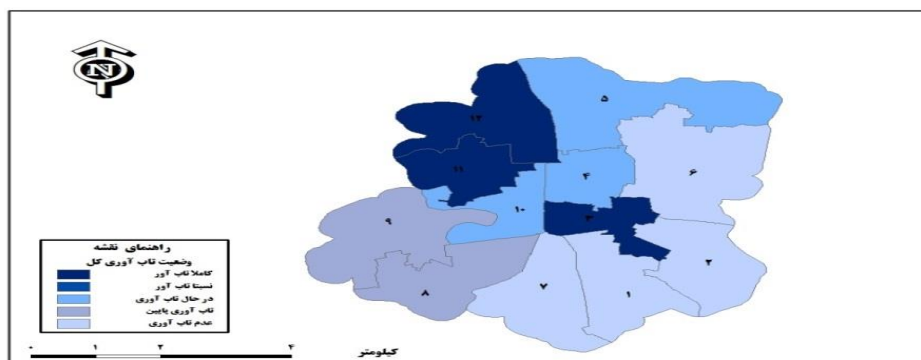 N
۵
۱۲
۱۱
۴
۶
۱۰
۳
۹
۲
۸
۷
۱
راهنمای نقشه
وضعیت تاب آوری کل
کاملا تاب آور
نسبتا تاب آور
در حال تاب آوری
تاب آوری پایین
عدم تاب آوری
۰ ۱ ۲ ۴
کیلومتر